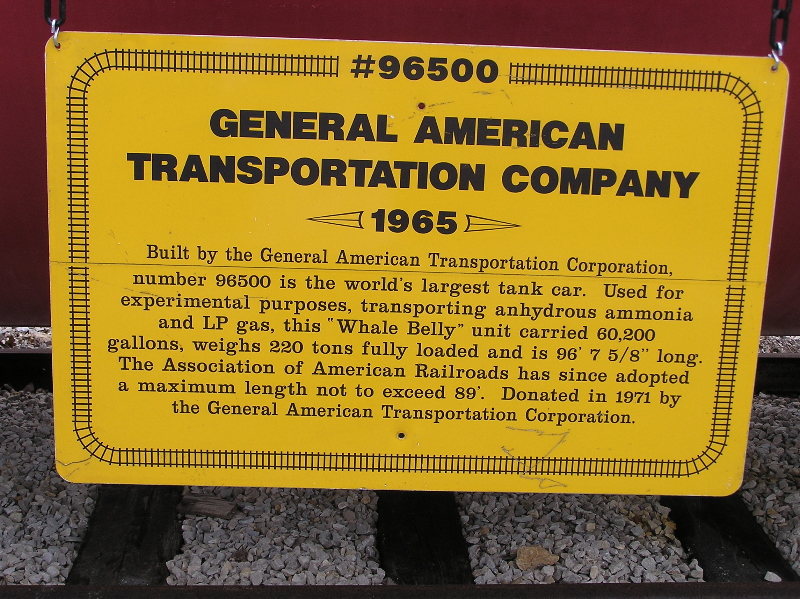 #96500
GENERAL AMERICAN
TRANSPORTATION COMPANY
1965
Built by the General American Transportation Corporation,
number 96500 is the world's largest tank car. Used for
experimental purposes, transporting anhydrous ammonia
and LP gas, this "Whale Belly" unit carried 60,200
gallons, weighs 220 tons fully loaded and is 96' 7 5/8" long.
The Association of American Railroads has since adopted
a maximum length not to exceed 89'. Donated in 1971 by
the General American Transportation Corporation.